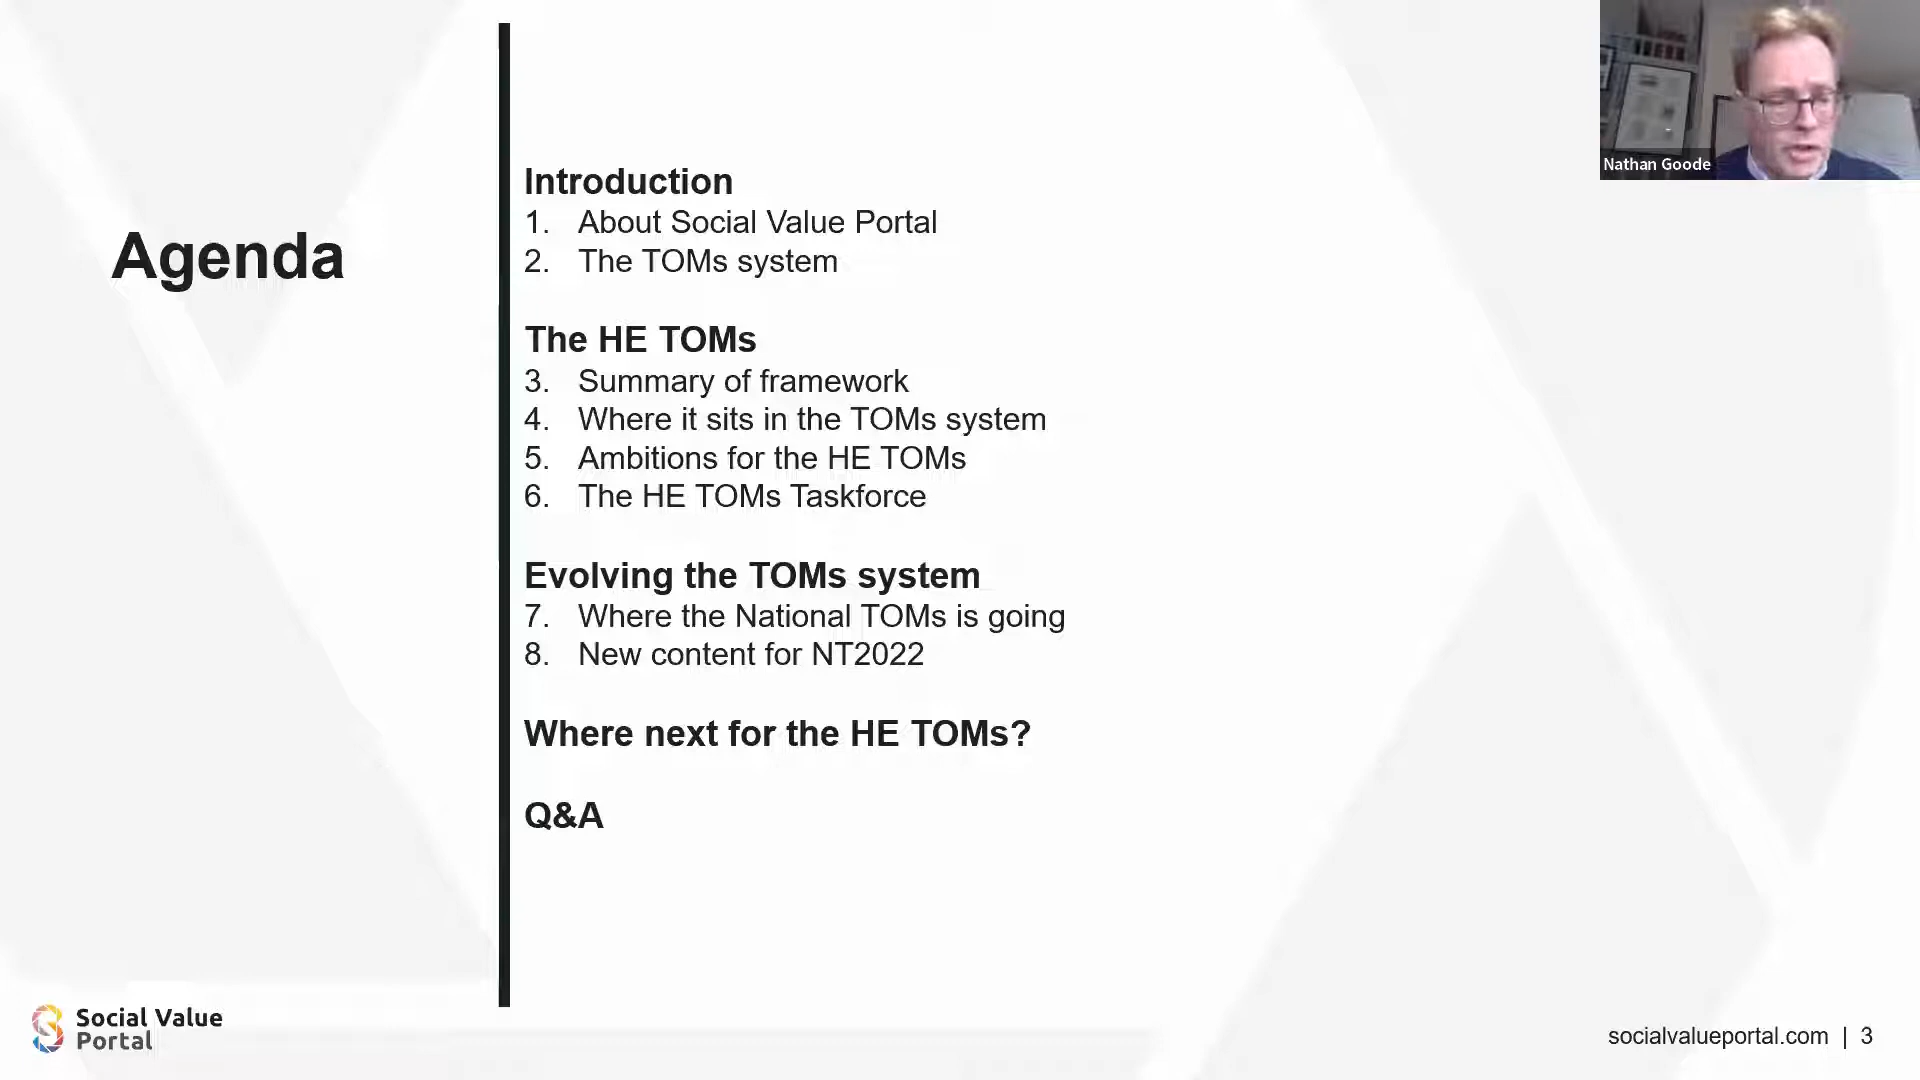 Agenda
Introduction
1. About Social Value Portal
2. The TOMs system
The HE TOMs
3. Summary of framework
4. Where it sits in the TOMs system
5. Ambitions for the HE TOMs
6. The HE TOMs Taskforce
Evolving the TOMs system
7. Where the National TOMs is going
8. New content for NT2022
Where next for the HE TOMs?
Q&A
Nathan Goode
Social Value
Portal
socialvalueportal.com | 3